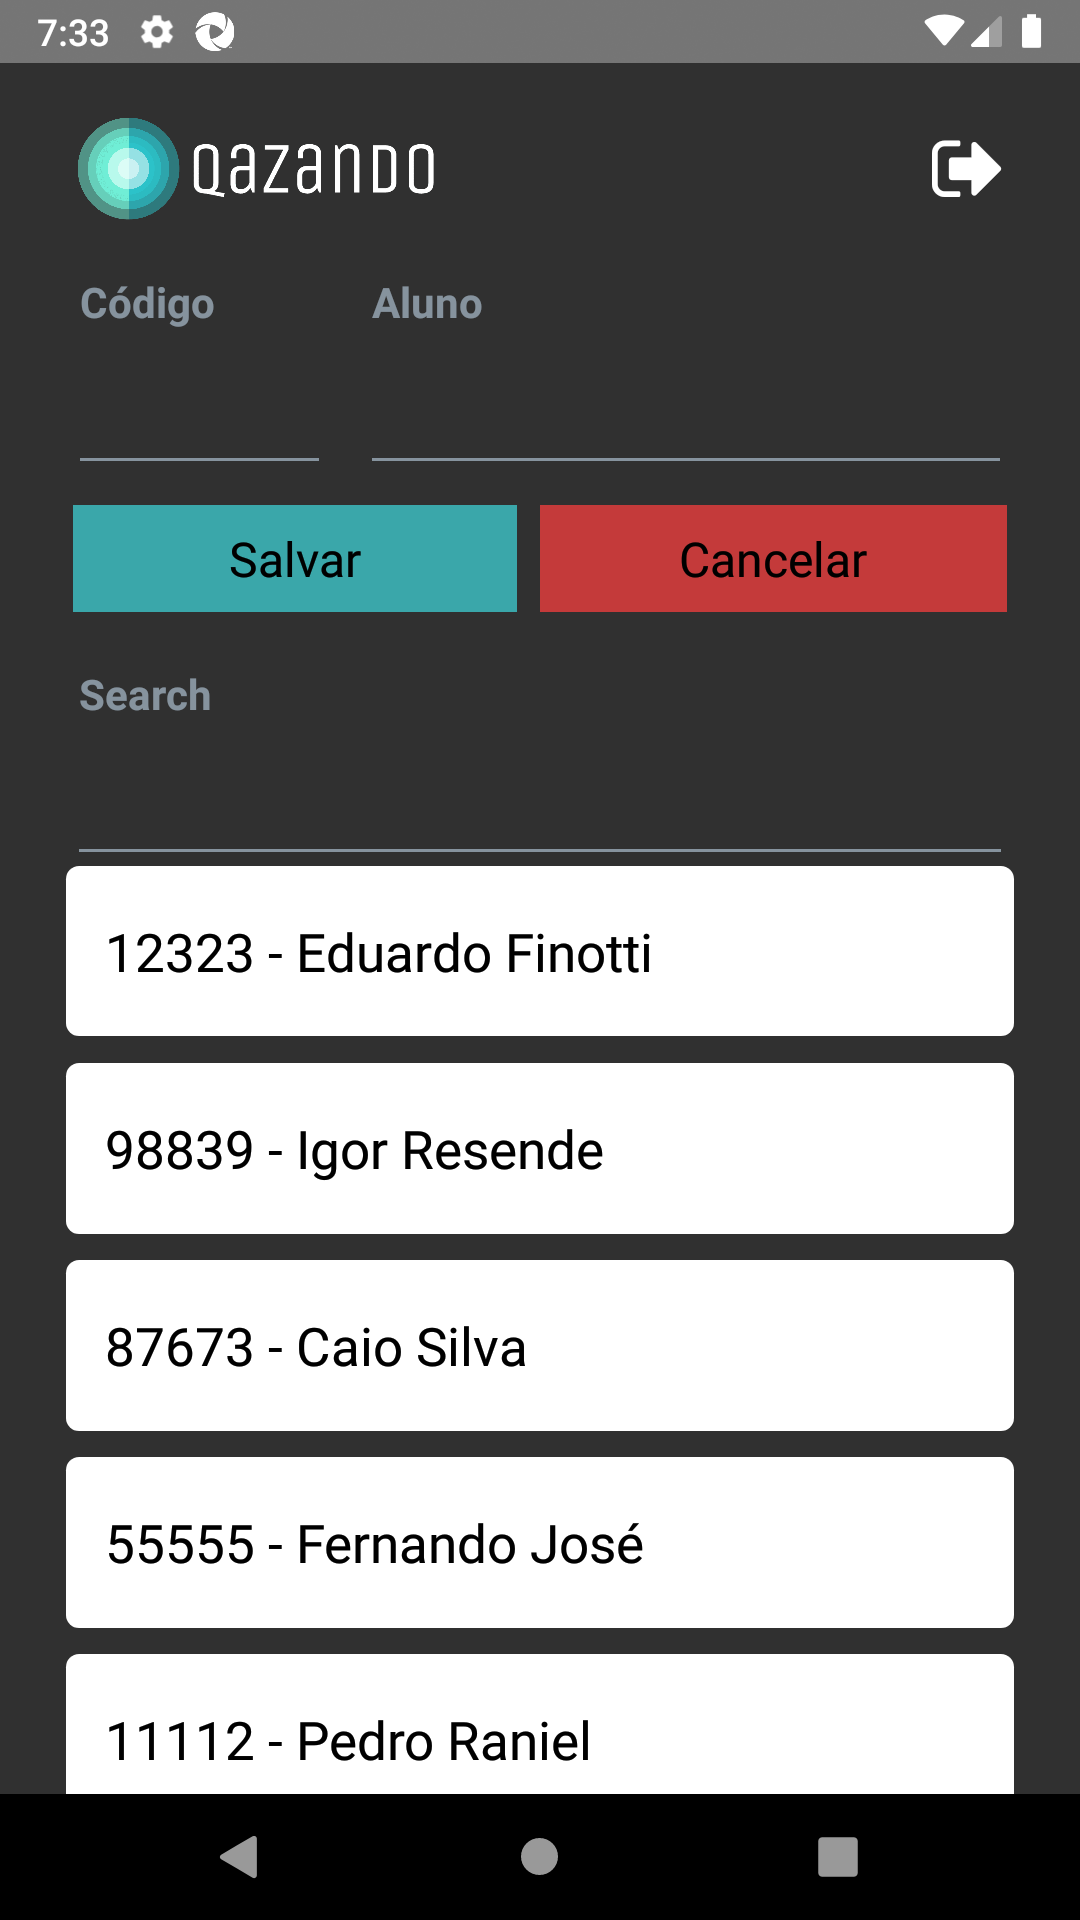 7:33
QAZANDO
Código Aluno
Salvar Cancelar
Search
12323 - Eduardo Finotti
98839 - Igor Resende
87673 - Caio Silva
55555 - Fernando José
11112 - Pedro Raniel